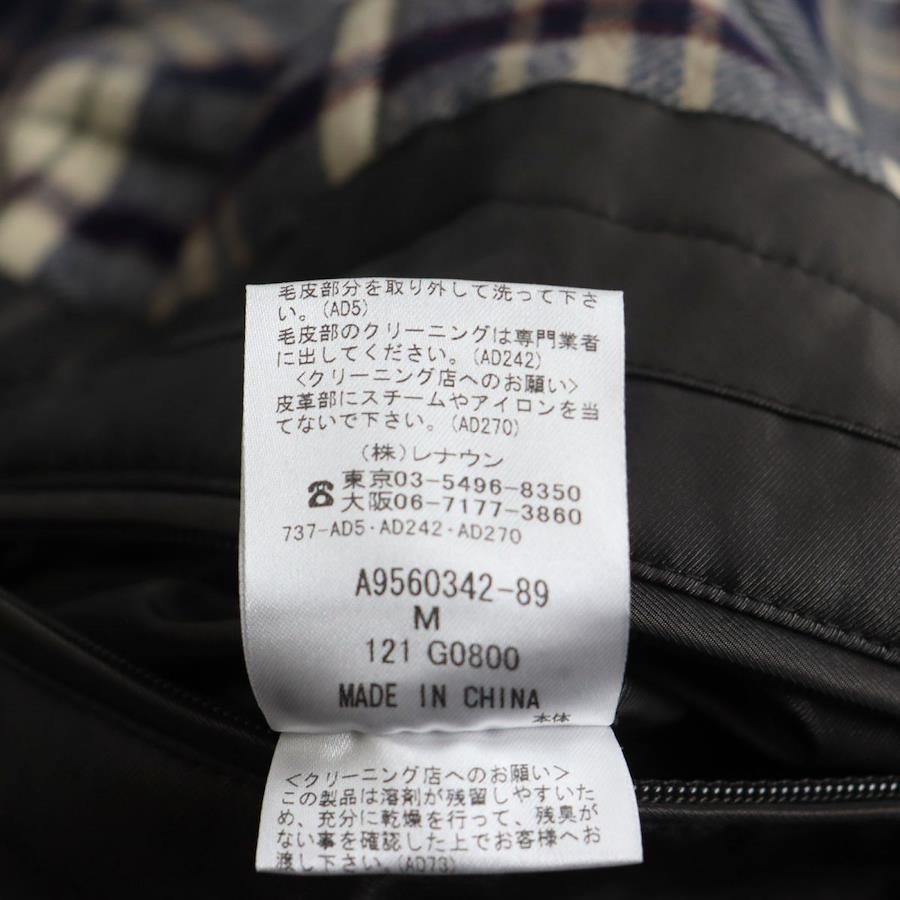 毛皮部分を取り外して洗って下さ
い。(AD5)
毛皮部のクリーニングは専門業者
に出してください。(AD242)
<クリーニング店へのお願い>
皮革部にスチームやアイロンを当
てないで下さい。(AD270)
(株)レナウン
☎東京03-5496-8350
大阪06-7177-3860
737-AD5・AD242・AD270
A9560342-89
M
121 G0800
MADE IN CHINA
本体
<クリーニング店へのお願い>
この製品は溶剤が残留しやすいた
め、充分に乾燥を行って、残臭が
ない事を確認した上でお客様へお
渡し下さい。(AD73)